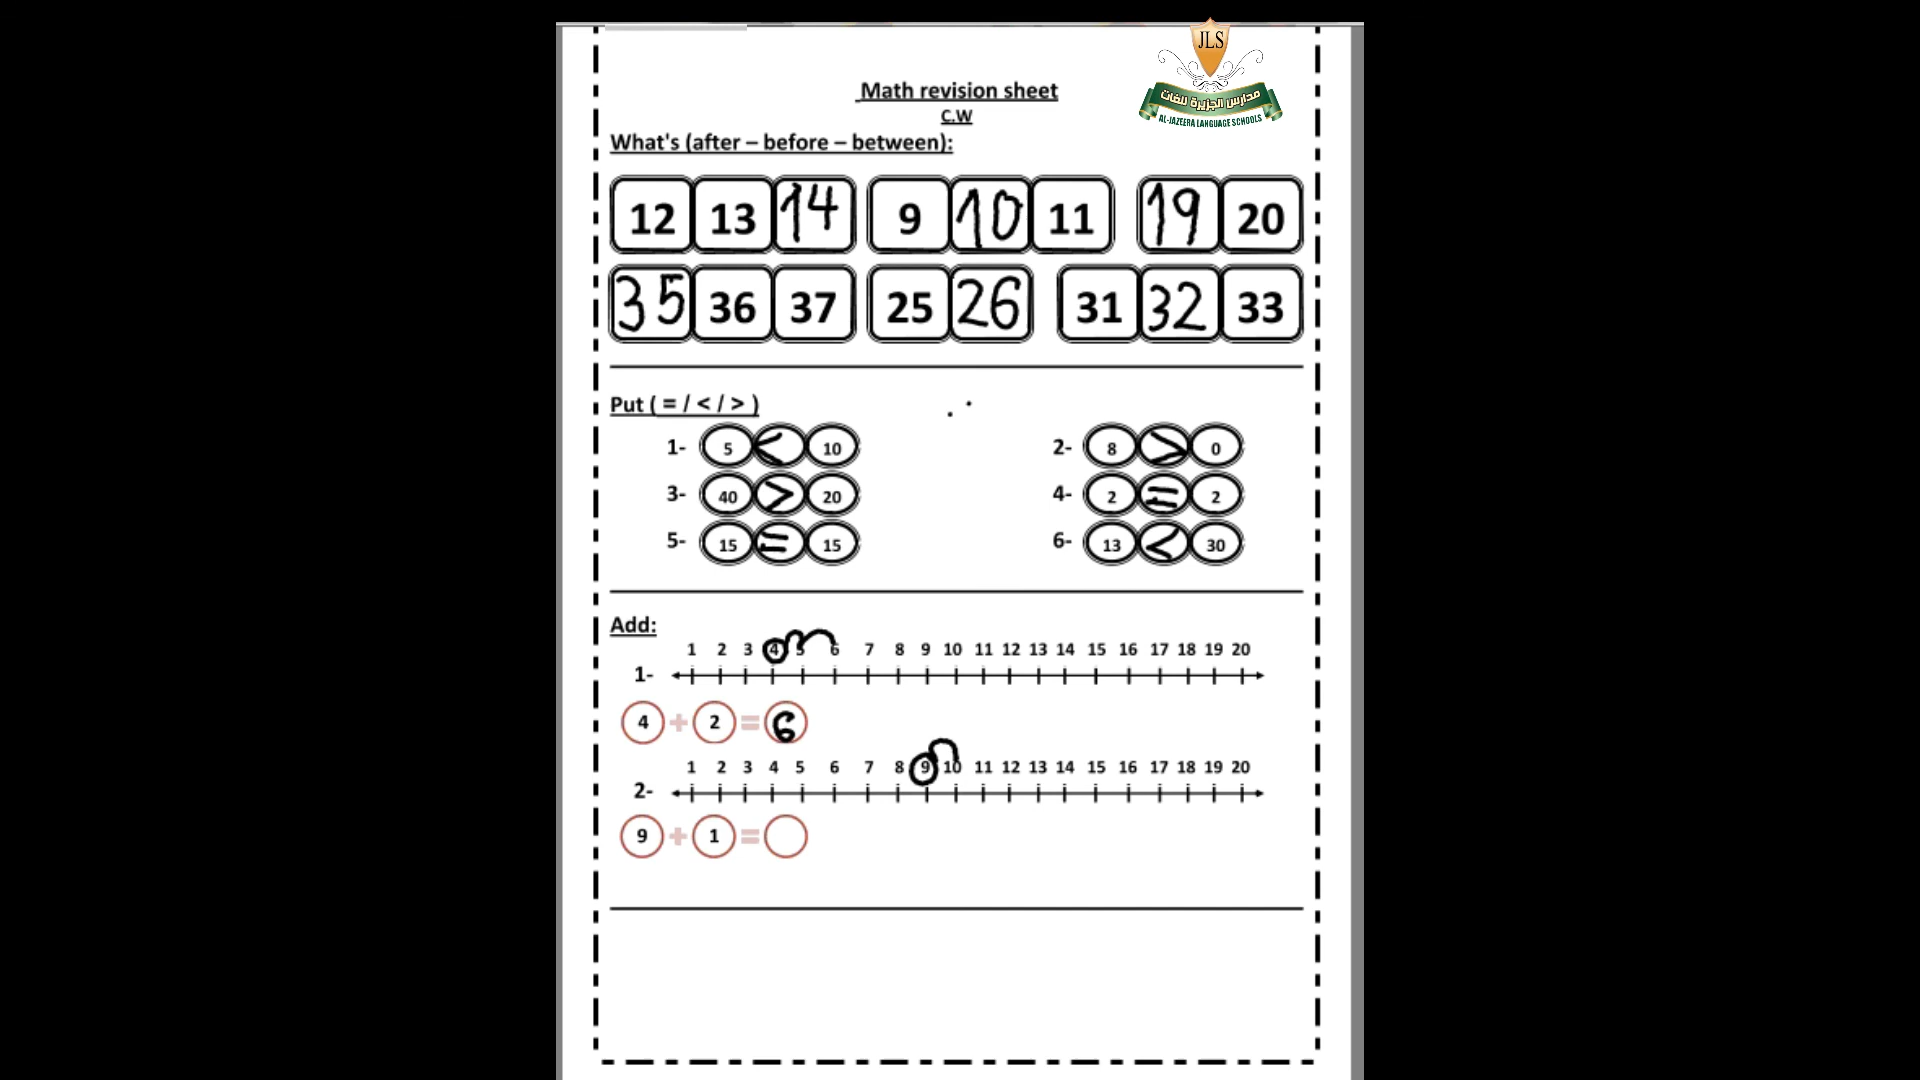 JLS
مدارس الجزيرة للغات
AL-JAZEERA LANGUAGE SCHOOLS
Math revision sheet
C.W
What's (after – before – between):
12 13 14 9 10 11 19 20
35 36 37 25 26 31 32 33
Put ( = / < / > )
1- 5 < 10 2- 8 > 0
3- 40 > 20 4- 2 = 2
5- 15 = 15 6- 13 < 30
Add:
1 2 3 4 5 6 7 8 9 10 11 12 13 14 15 16 17 18 19 20
1-
4 + 2 = 6
1 2 3 4 5 6 7 8 9 10 11 12 13 14 15 16 17 18 19 20
2-
9 + 1 =